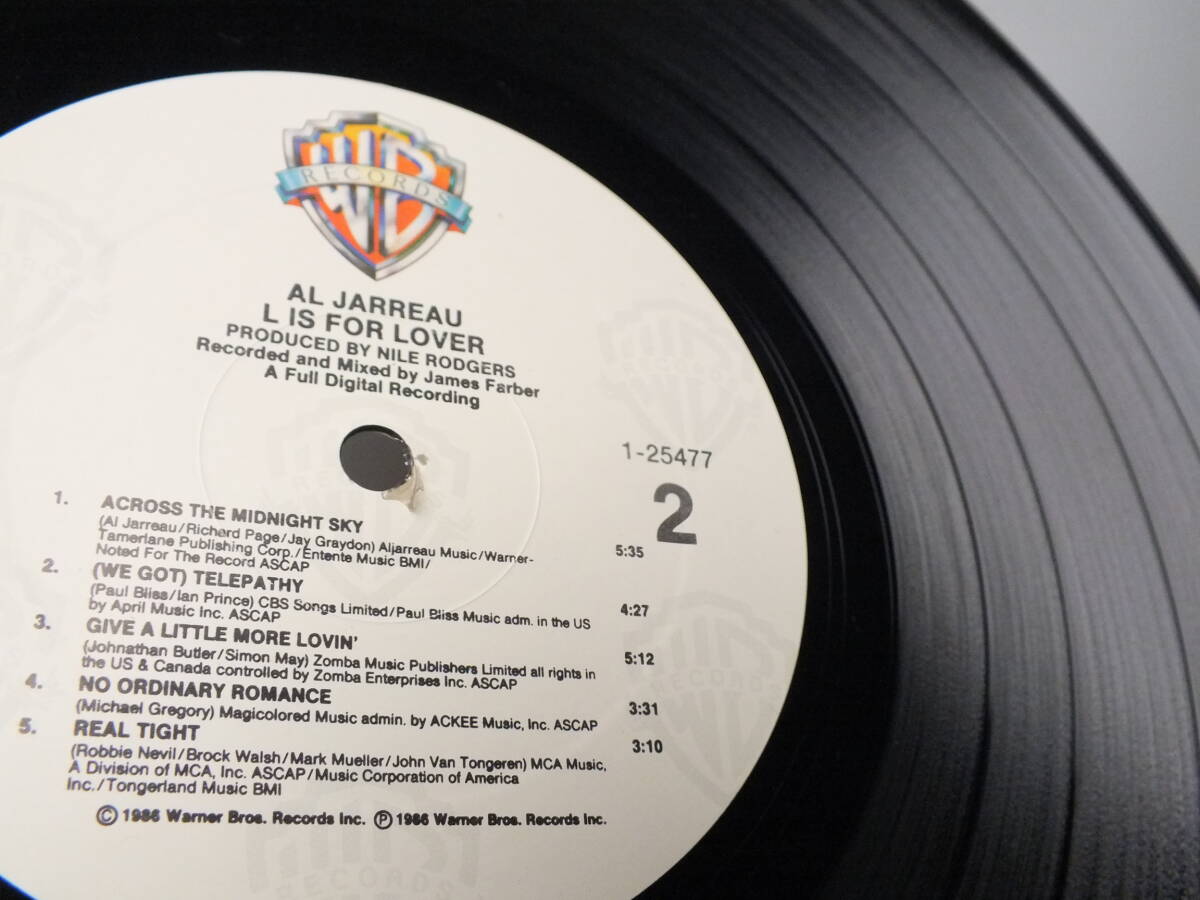 WB
RECORDS
AL JARREAU
L IS FOR LOVER
PRODUCED BY NILE RODGERS
Recorded and Mixed by James Farber
A Full Digital Recording
1-25477
2
1. ACROSS THE MIDNIGHT SKY
(Al Jarreau/Richard Page/Jay Graydon) Aljarreau Music/Warner-
Tamerlane Publishing Corp./Entente Music BMI/
Noted For The Record ASCAP 5:35
2. (WE GOT) TELEPATHY
(Paul Bliss/Ian Prince) CBS Songs Limited/Paul Bliss Music adm. in the US
by April Music Inc. ASCAP 4:27
3. GIVE A LITTLE MORE LOVIN'
(Johnathan Butler/Simon May) Zomba Music Publishers Limited all rights in
the US & Canada controlled by Zomba Enterprises Inc. ASCAP 5:12
4. NO ORDINARY ROMANCE
(Michael Gregory) Magicolored Music admin. by ACKEE Music, Inc. ASCAP 3:31
5. REAL TIGHT 3:10
(Robbie Nevil/Brock Walsh/Mark Mueller/John Van Tongeren) MCA Music,
A Division of MCA, Inc. ASCAP/Music Corporation of America
Inc./Tongerland Music BMI
© 1986 Warner Bros. Records Inc. ℗ 1986 Warner Bros. Records Inc.